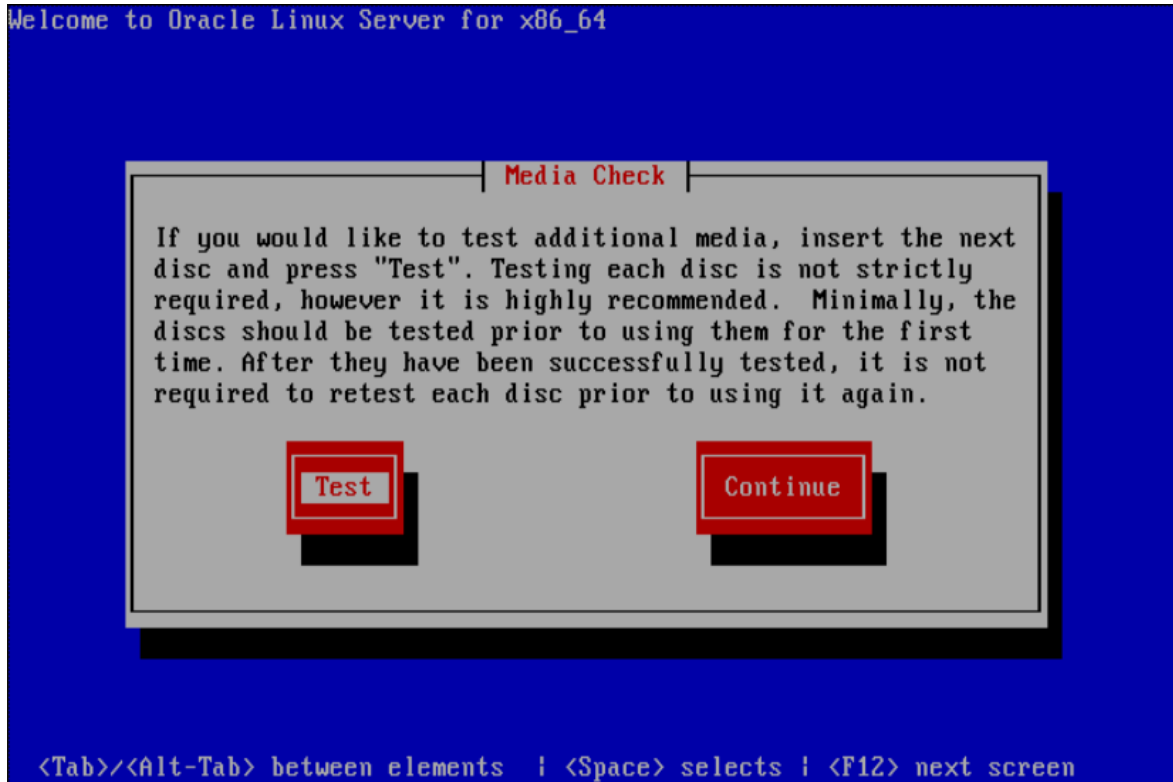 Welcome to Oracle Linux Server for x86_64
Media Check
If you would like to test additional media, insert the next
disc and press "Test". Testing each disc is not strictly
required, however it is highly recommended.  Minimally, the
discs should be tested prior to using them for the first
time. After they have been successfully tested, it is not
required to retest each disc prior to using it again.
Test
Continue
<Tab>/<Alt-Tab> between elements  | <Space> selects | <F12> next screen